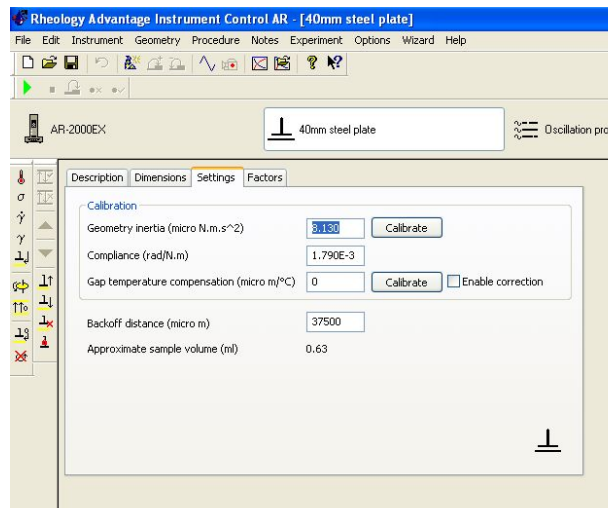 Rheology Advantage Instrument Control AR - [40mm steel plate]
File Edit Instrument Geometry Procedure Notes Experiment Options Wizard Help
AR-2000EX
40mm steel plate
Oscillation pro
Description Dimensions Settings Factors
Calibration
Geometry inertia (micro N.m.s^2) 8.130 Calibrate
Compliance (rad/N.m) 1.790E-3
Gap temperature compensation (micro m/°C) 0 Calibrate Enable correction
Backoff distance (micro m) 37500
Approximate sample volume (ml) 0.63